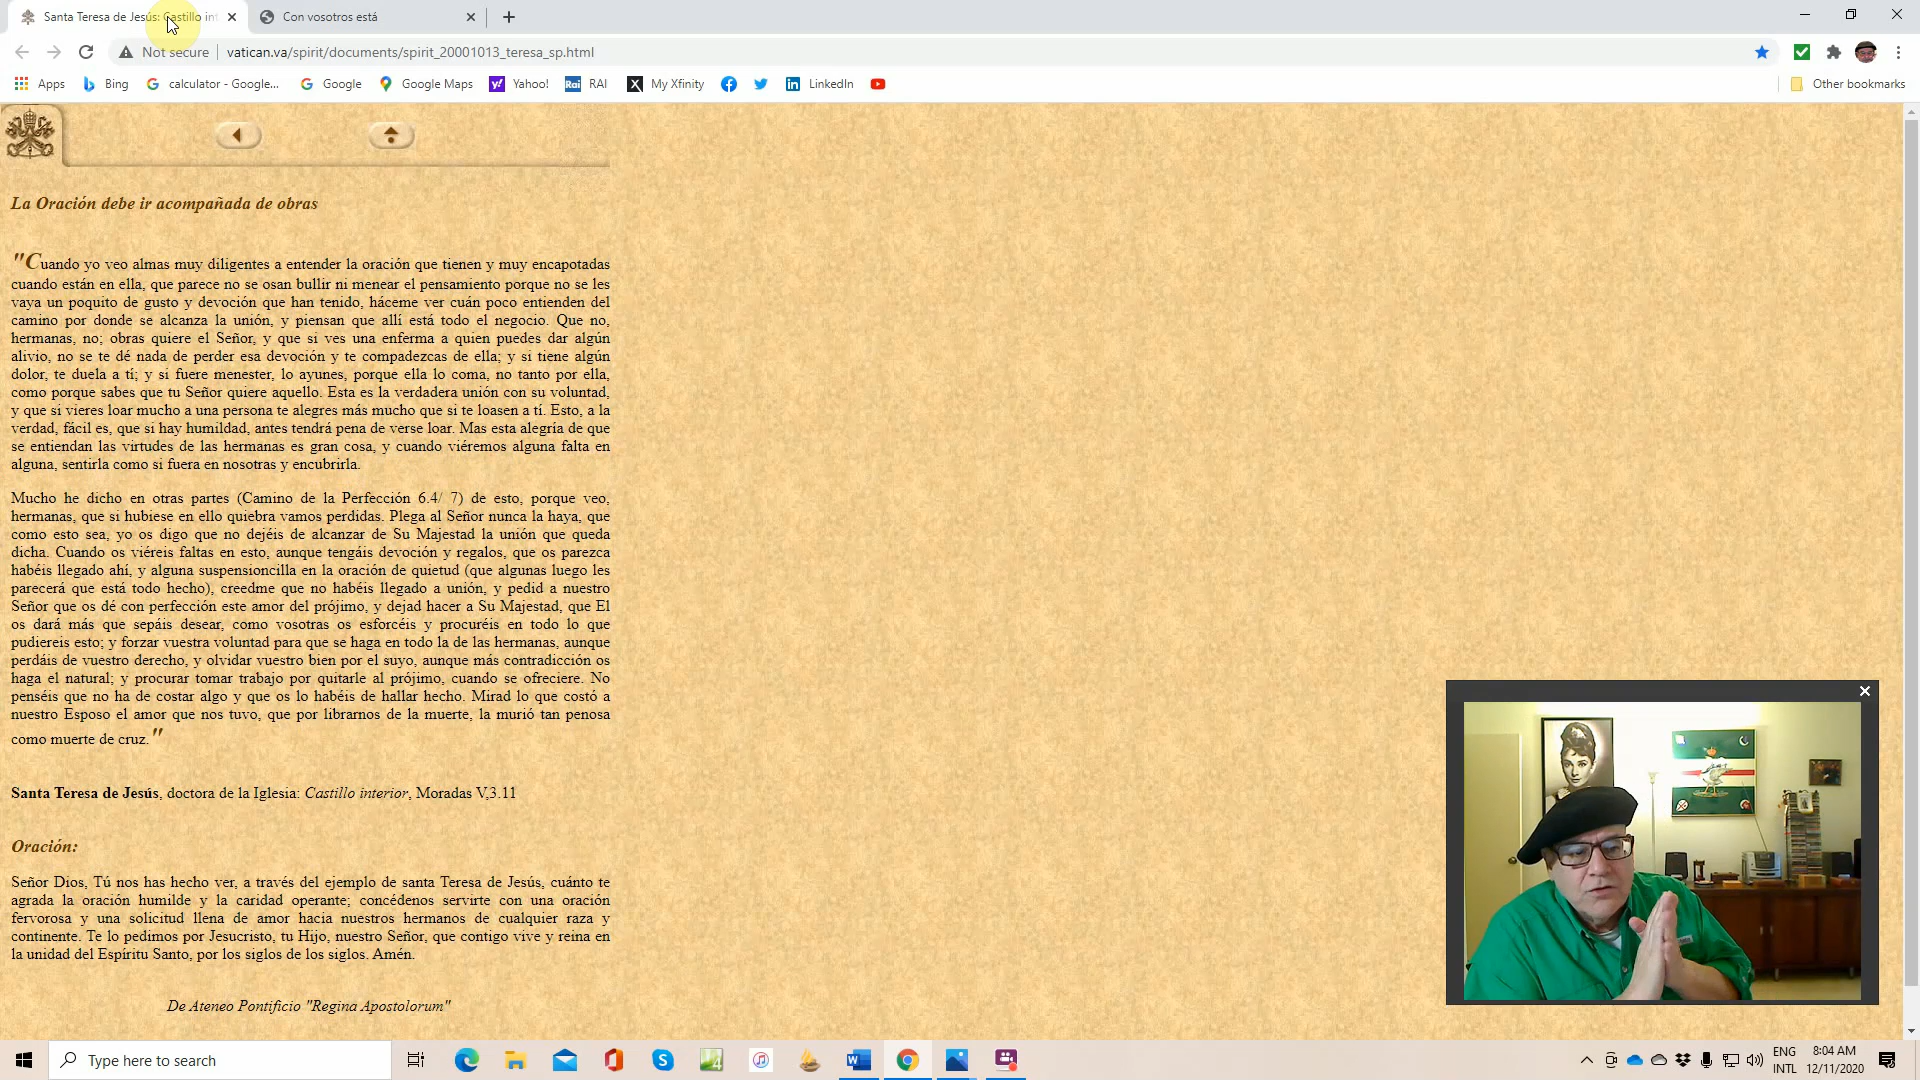 Santa Teresa de Jesús: Castillo int
Con vosotros está
Not secure
vatican.va/spirit/documents/spirit_20001013_teresa_sp.html
Apps
Bing
calculator - Google...
Google
Google Maps
Yahoo!
Rai
RAI
My Xfinity
LinkedIn
Other bookmarks
La Oración debe ir acompañada de obras
"Cuando yo veo almas muy diligentes a entender la oración que tienen y muy encapotadas
cuando están en ella, que parece no se osan bullir ni menear el pensamiento porque no se les
vaya un poquito de gusto y devoción que han tenido, háceme ver cuán poco entienden del
camino por donde se alcanza la unión, y piensan que allí está todo el negocio. Que no,
hermanas, no; obras quiere el Señor, y que si ves una enferma a quien puedes dar algún
alivio, no se te dé nada de perder esa devoción y te compadezcas de ella; y si tiene algún
dolor, te duela a tí; y si fuere menester, lo ayunes, porque ella lo coma, no tanto por ella,
como porque sabes que tu Señor quiere aquello. Esta es la verdadera unión con su voluntad,
y que si vieres loar mucho a una persona te alegres más mucho que si te loasen a tí. Esto, a la
verdad, fácil es, que si hay humildad, antes tendrá pena de verse loar. Mas esta alegría de que
se entiendan las virtudes de las hermanas es gran cosa, y cuando viéremos alguna falta en
alguna, sentirla como si fuera en nosotras y encubrirla.
Mucho he dicho en otras partes (Camino de la Perfección 6.4/ 7) de esto, porque veo,
hermanas, que si hubiese en ello quiebra vamos perdidas. Plega al Señor nunca la haya, que
como esto sea, yo os digo que no dejéis de alcanzar de Su Majestad la unión que queda
dicha. Cuando os viéreis faltas en esto, aunque tengáis devoción y regalos, que os parezca
habéis llegado ahí, y alguna suspensioncilla en la oración de quietud (que algunas luego les
parecerá que está todo hecho), creedme que no habéis llegado a unión, y pedid a nuestro
Señor que os dé con perfección este amor del prójimo, y dejad hacer a Su Majestad, que El
os dará más que sepáis desear, como vosotras os esforcéis y procuréis en todo lo que
pudiereis esto; y forzar vuestra voluntad para que se haga en todo la de las hermanas, aunque
perdáis de vuestro derecho, y olvidar vuestro bien por el suyo, aunque más contradicción os
haga el natural; y procurar tomar trabajo por quitarle al prójimo, cuando se ofreciere. No
penséis que no ha de costar algo y que os lo habéis de hallar hecho. Mirad lo que costó a
nuestro Esposo el amor que nos tuvo, que por librarnos de la muerte, la murió tan penosa
como muerte de cruz."
Santa Teresa de Jesús, doctora de la Iglesia: Castillo interior, Moradas V,3.11
Oración:
Señor Dios, Tú nos has hecho ver, a través del ejemplo de santa Teresa de Jesús, cuánto te
agrada la oración humilde y la caridad operante; concédenos servirte con una oración
fervorosa y una solicitud llena de amor hacia nuestros hermanos de cualquier raza y
continente. Te lo pedimos por Jesucristo, tu Hijo, nuestro Señor, que contigo vive y reina en
la unidad del Espíritu Santo, por los siglos de los siglos. Amén.
De Ateneo Pontificio "Regina Apostolorum"
Type here to search
ENG
INTL
8:04 AM
12/11/2020